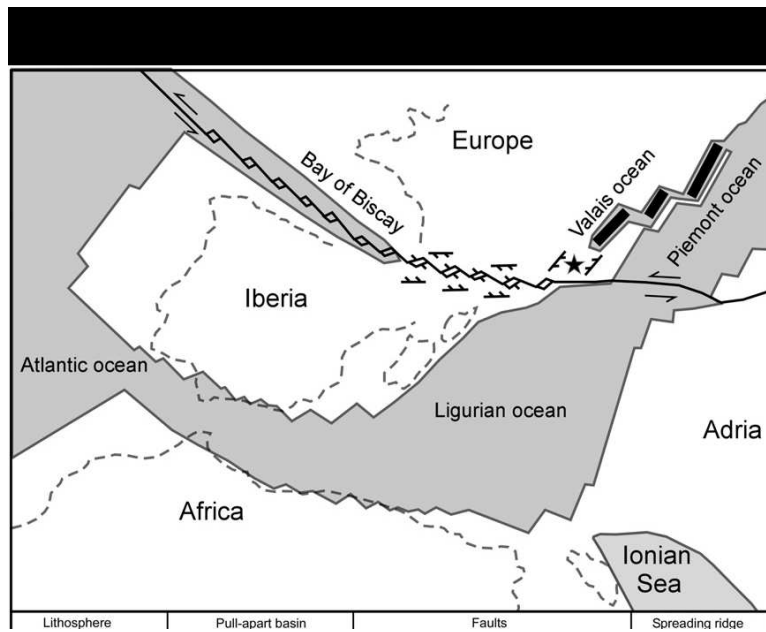 Europe
Bay of Biscay
Valais ocean
Piemont ocean
Iberia
Atlantic ocean
Ligurian ocean
Adria
Africa
Ionian
Sea
Lithosphere
Pull-apart basin
Faults
Spreading ridge